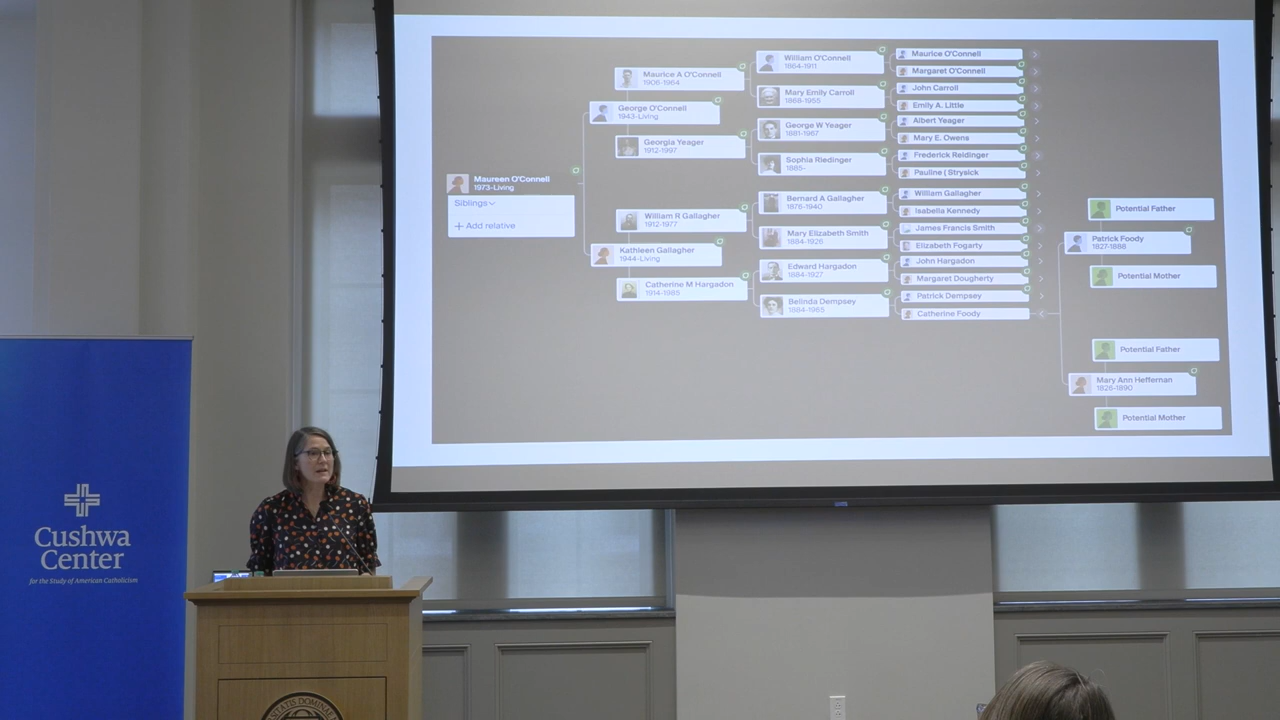 Maurice A O'Connell
1906-1964
George O'Connell
1943-Living
Georgia Yeager
1912-1997
Maureen O'Connell
1973-Living
Siblings
+ Add relative
William R Gallagher
1912-1977
Kathleen Gallagher
1944-Living
Catherine M Hargadon
1914-1985
William O'Connell
1864-1911
Mary Emily Carroll
1868-1955
George W Yeager
1881-1967
Sophia Riedinger
1885-
Bernard A Gallagher
1876-1940
Mary Elizabeth Smith
1884-1926
Edward Hargadon
1884-1927
Belinda Dempsey
1884-1965
Maurice O'Connell
Margaret O'Connell
John Carroll
Emily A. Little
Albert Yeager
Mary E. Owens
Frederick Reidinger
Pauline ( Strysick
William Gallagher
Isabella Kennedy
James Francis Smith
Elizabeth Fogarty
John Hargadon
Margaret Dougherty
Patrick Dempsey
Catherine Foody
Potential Father
Patrick Foody
1827-1888
Potential Mother
Potential Father
Mary Ann Heffernan
1826-1890
Potential Mother
Cushwa
Center
for the Study of American Catholicism